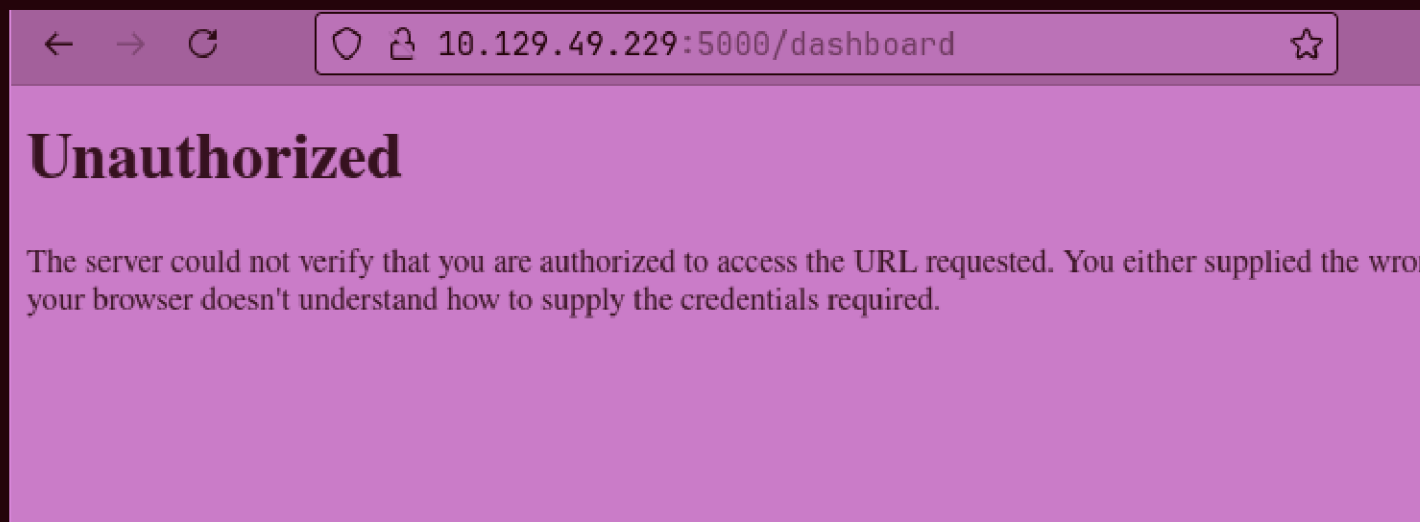 10.129.49.229:5000/dashboard
Unauthorized
The server could not verify that you are authorized to access the URL requested. You either supplied the
your browser doesn't understand how to supply the credentials required.